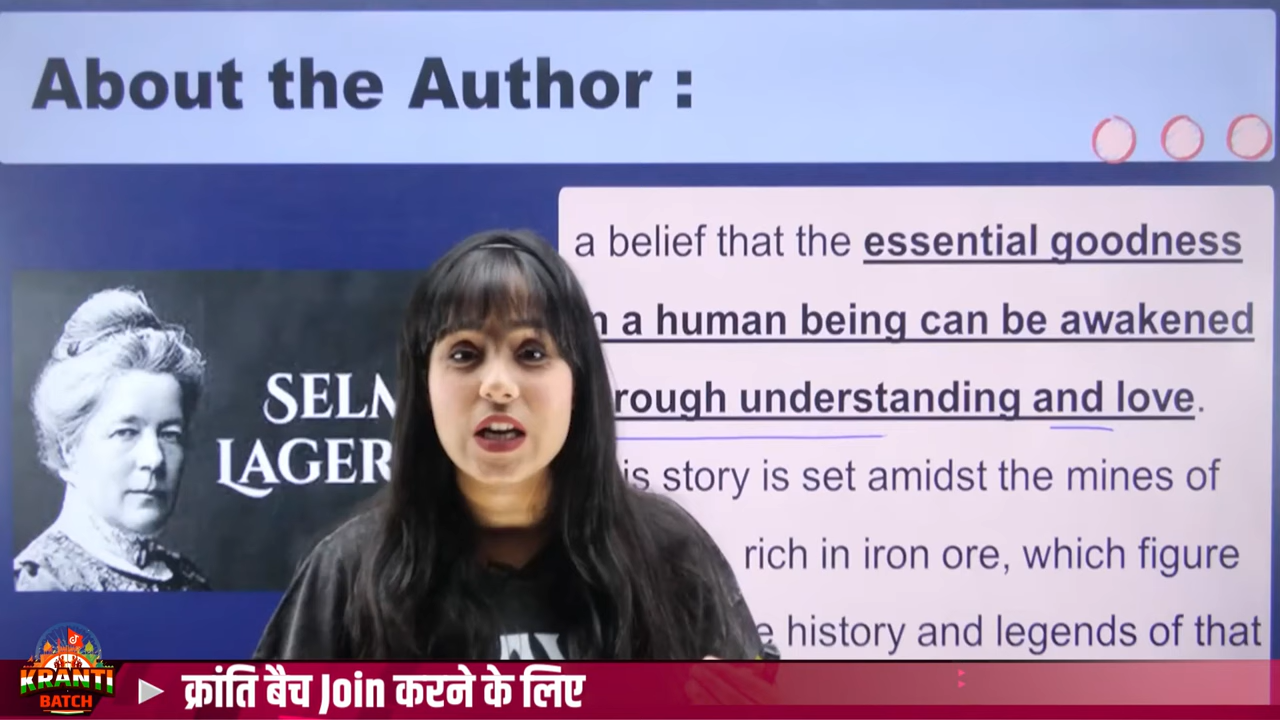 About the Author :
a belief that the essential goodness
a human being can be awakened
understanding and love.
SELM
LAGER
story is set amidst the mines of
rich in iron ore, which figure
history and legends of that
KRANTI
BATCH
क्रांति बैच Join करने के लिए